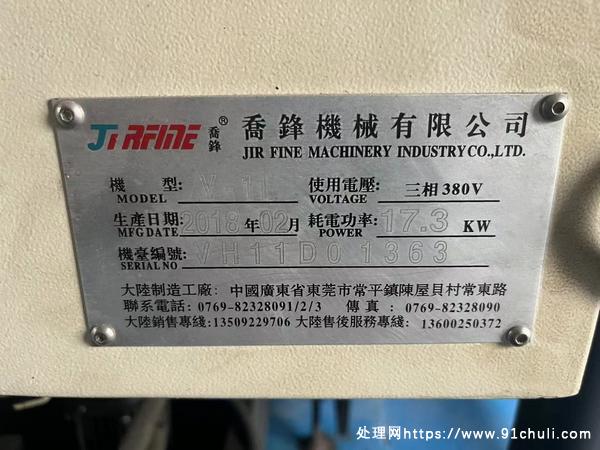 JIRFINE 喬鋒 ® 喬鋒機械有限公司
JIR FINE MACHINERY INDUSTRY CO.,LTD.
機 型: V-11 使用電壓: 三相380V
MODEL VOLTAGE
生產日期: 2018年02月 耗電功率: 17.3 KW
MFG DATE POWER
機臺編號: VH11D01363
SERIAL NO
大陸制造工廠: 中國廣東省東莞市常平鎮陳屋貝村常東路
聯系電話: 0769-82328091/2/3 傳真: 0769-82328090
大陸銷售專綫: 13509229706 大陸售後服務專綫: 13600250372
处理网https://www.91chuli.com/